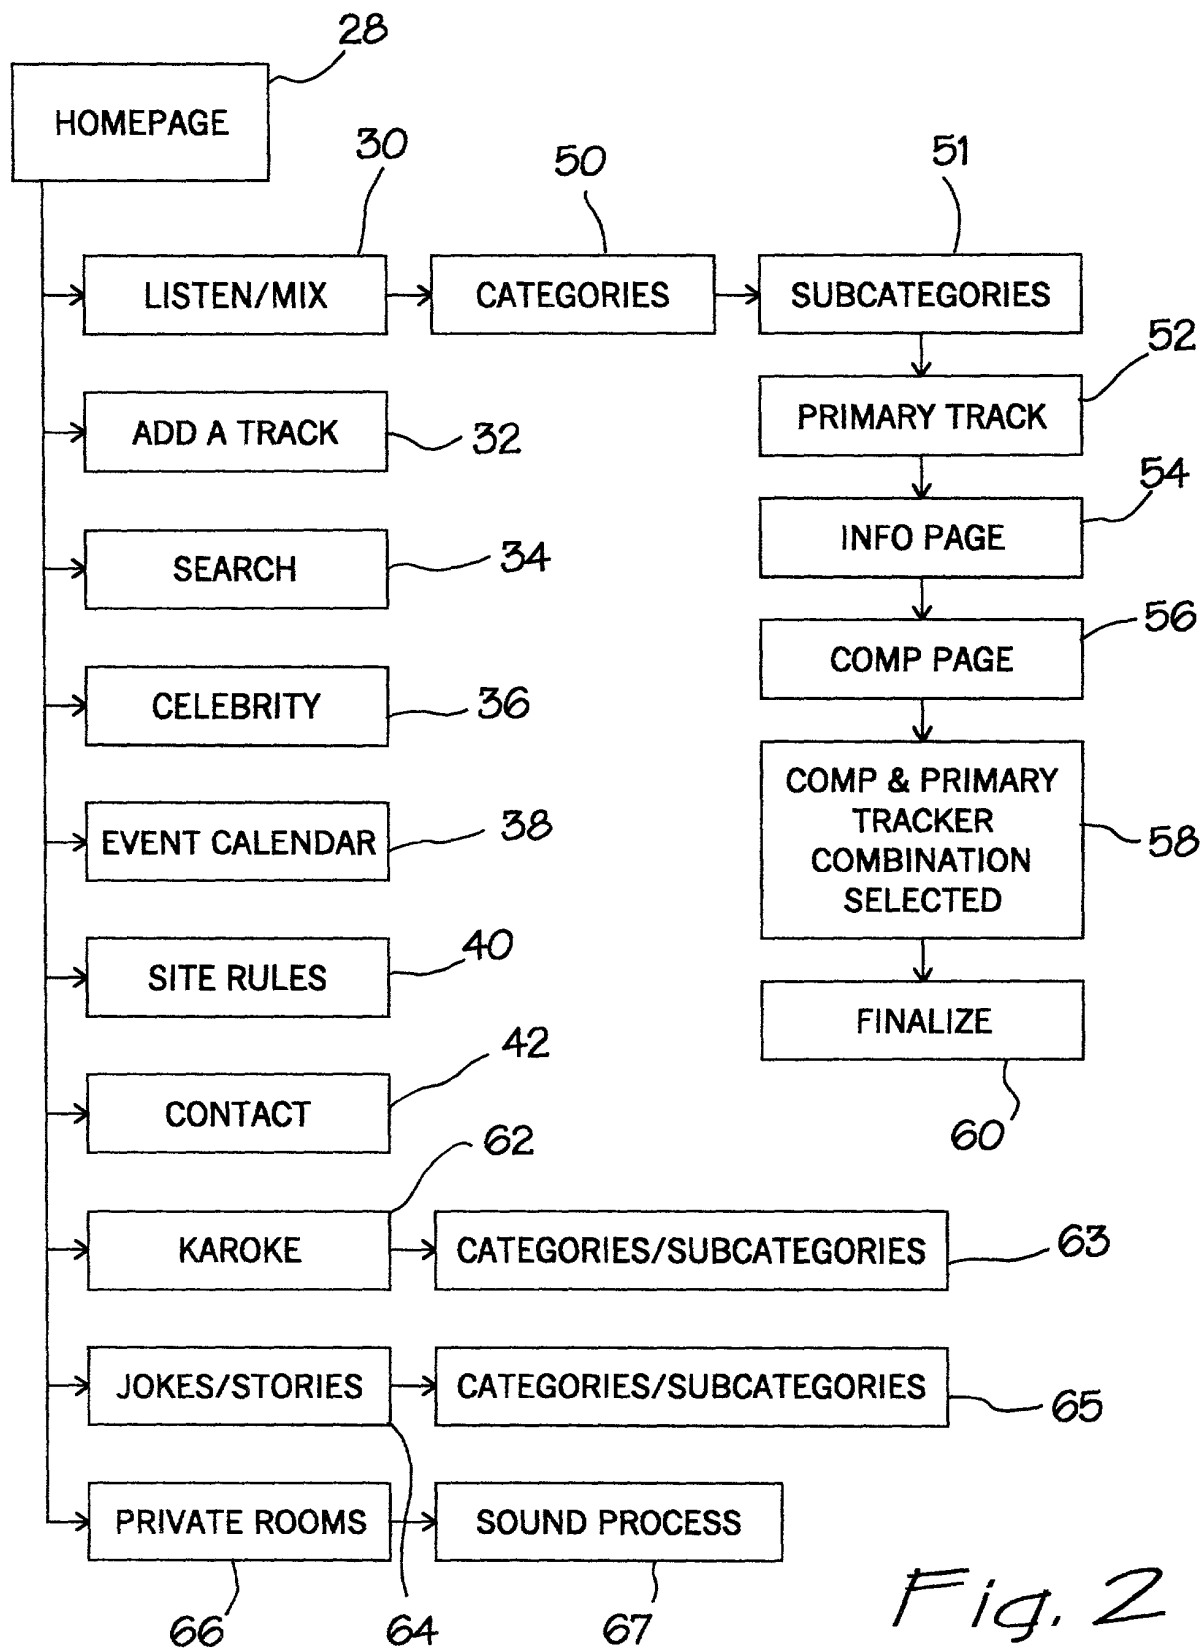 28
HOMEPAGE
30
50
51
LISTEN/MIX
CATEGORIES
SUBCATEGORIES
52
ADD A TRACK
32
PRIMARY TRACK
54
SEARCH
34
INFO PAGE
56
CELEBRITY
36
COMP PAGE
EVENT CALENDAR
38
COMP & PRIMARY
TRACKER
COMBINATION
SELECTED
58
SITE RULES
40
FINALIZE
60
CONTACT
42
62
KAROKE
CATEGORIES/SUBCATEGORIES
63
JOKES/STORIES
CATEGORIES/SUBCATEGORIES
65
PRIVATE ROOMS
SOUND PROCESS
66
64
67
Fig. 2